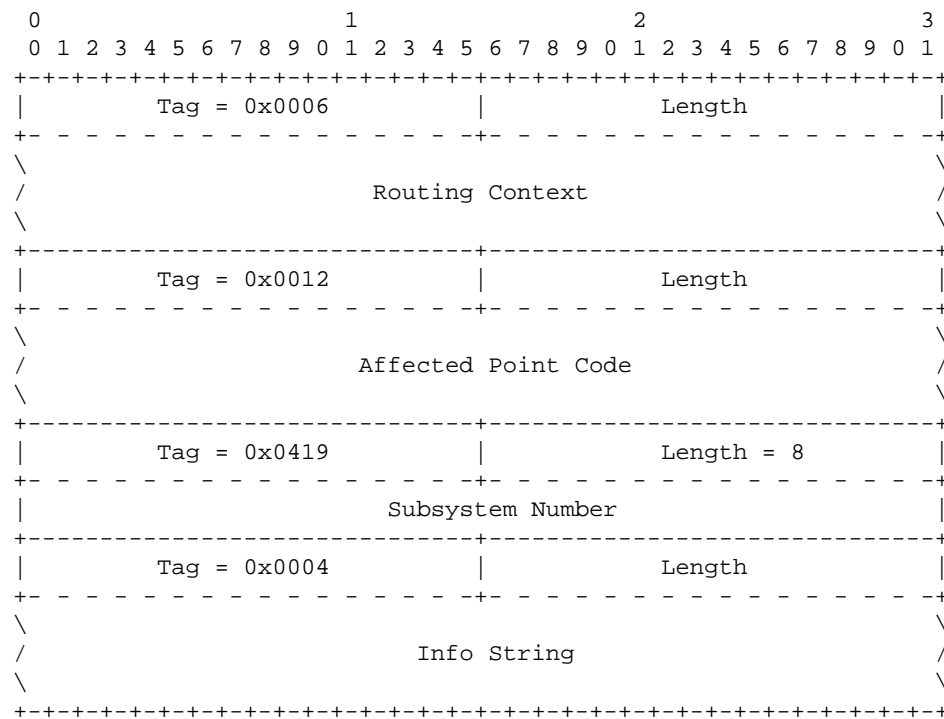 0                   1                   2                   3
 0 1 2 3 4 5 6 7 8 9 0 1 2 3 4 5 6 7 8 9 0 1 2 3 4 5 6 7 8 9 0 1
+-+-+-+-+-+-+-+-+-+-+-+-+-+-+-+-+-+-+-+-+-+-+-+-+-+-+-+-+-+-+-+-+
|         Tag = 0x0006          |            Length             |
+- - - - - - - - - - - - - - - -+- - - - - - - - - - - - - - - -+
\                                                               \
/                        Routing Context                        /
\                                                               \
+-------------------------------+-------------------------------+
|         Tag = 0x0012          |            Length             |
+- - - - - - - - - - - - - - - -+- - - - - - - - - - - - - - - -+
\                                                               \
/                       Affected Point Code                     /
\                                                               \
+-------------------------------+-------------------------------+
|         Tag = 0x0419          |            Length = 8         |
+- - - - - - - - - - - - - - - -+- - - - - - - - - - - - - - - -+
|                         Subsystem Number                      |
+-------------------------------+-------------------------------+
|         Tag = 0x0004          |            Length             |
+- - - - - - - - - - - - - - - -+- - - - - - - - - - - - - - - -+
\                                                               \
/                           Info String                         /
\                                                               \
+-+-+-+-+-+-+-+-+-+-+-+-+-+-+-+-+-+-+-+-+-+-+-+-+-+-+-+-+-+-+-+-+